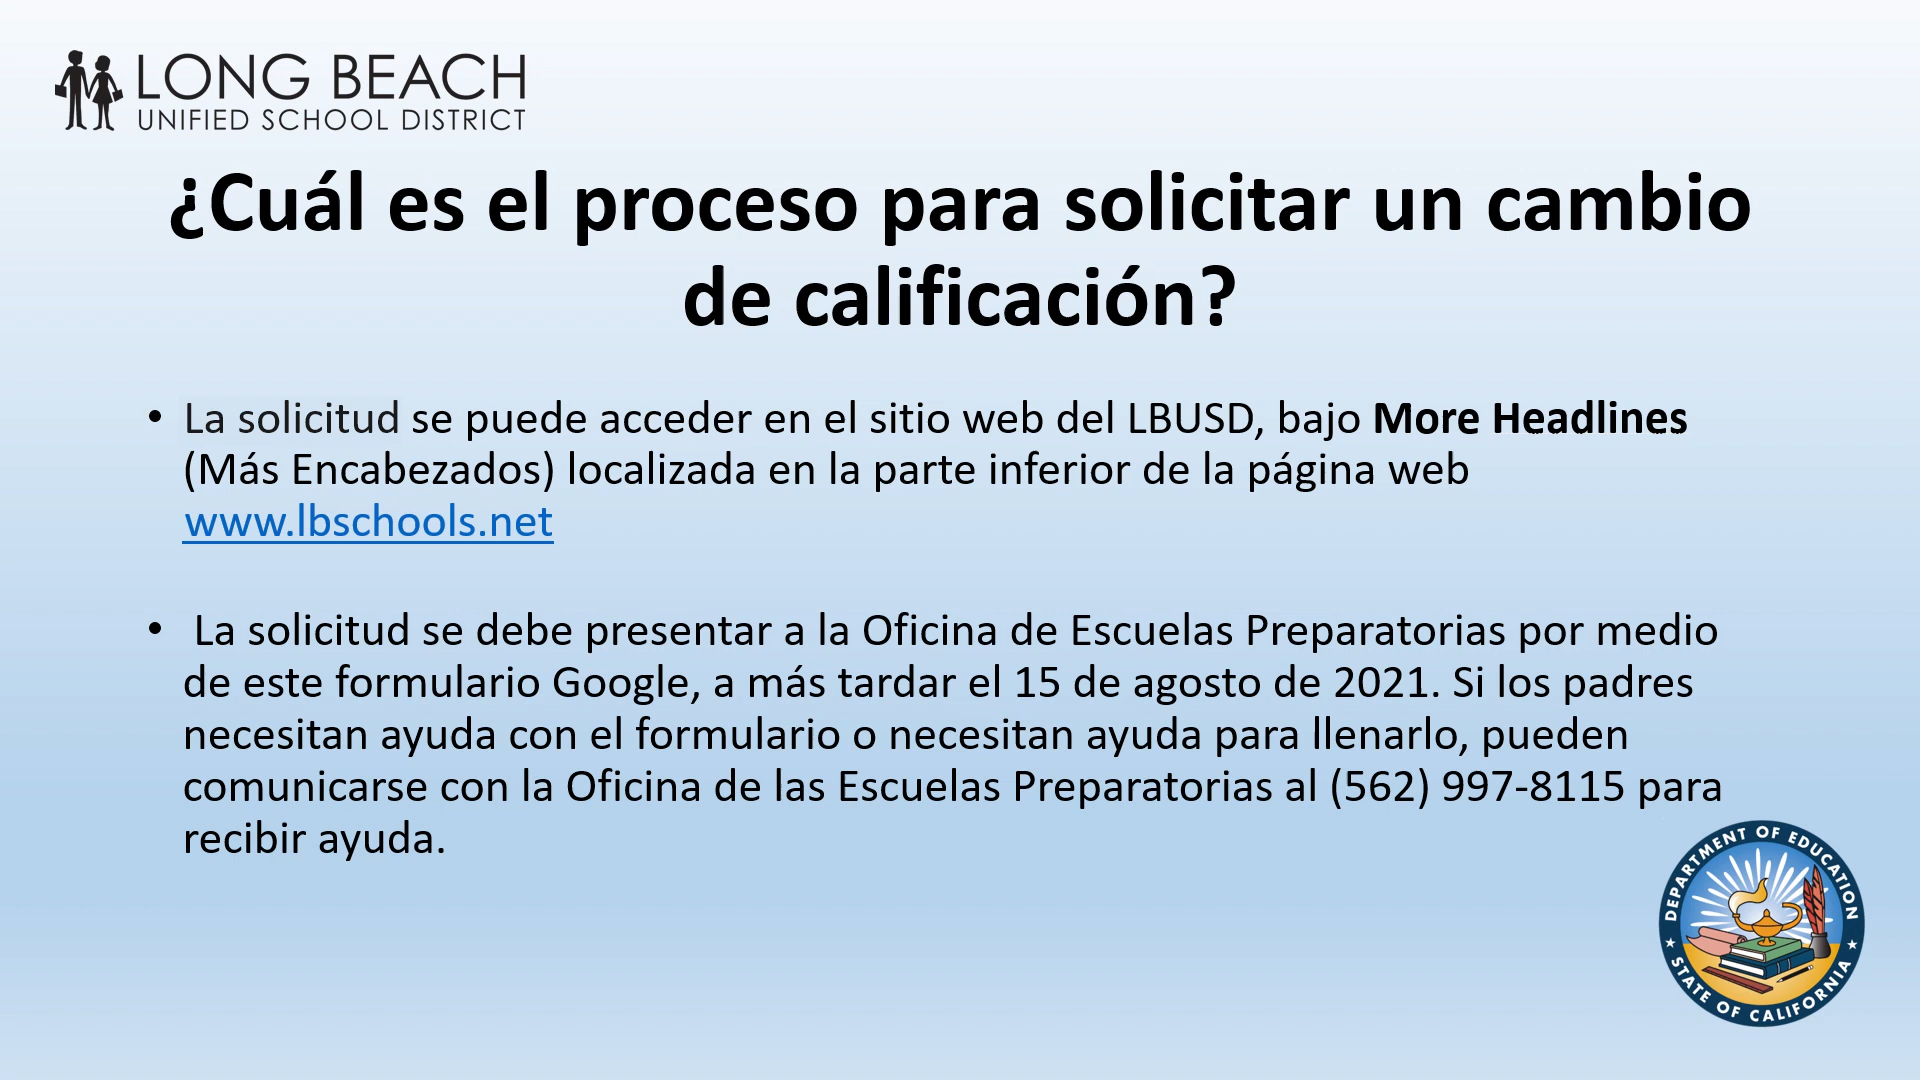 LONG BEACH
UNIFIED SCHOOL DISTRICT
¿Cuál es el proceso para solicitar un cambio
de calificación?
• La solicitud se puede acceder en el sitio web del LBUSD, bajo More Headlines
(Más Encabezados) localizada en la parte inferior de la página web
www.lbschools.net
• La solicitud se debe presentar a la Oficina de Escuelas Preparatorias por medio
de este formulario Google, a más tardar el 15 de agosto de 2021. Si los padres
necesitan ayuda con el formulario o necesitan ayuda para llenarlo, pueden
comunicarse con la Oficina de las Escuelas Preparatorias al (562) 997-8115 para
recibir ayuda.
DEPARTMENT OF EDUCATION
STATE OF CALIFORNIA